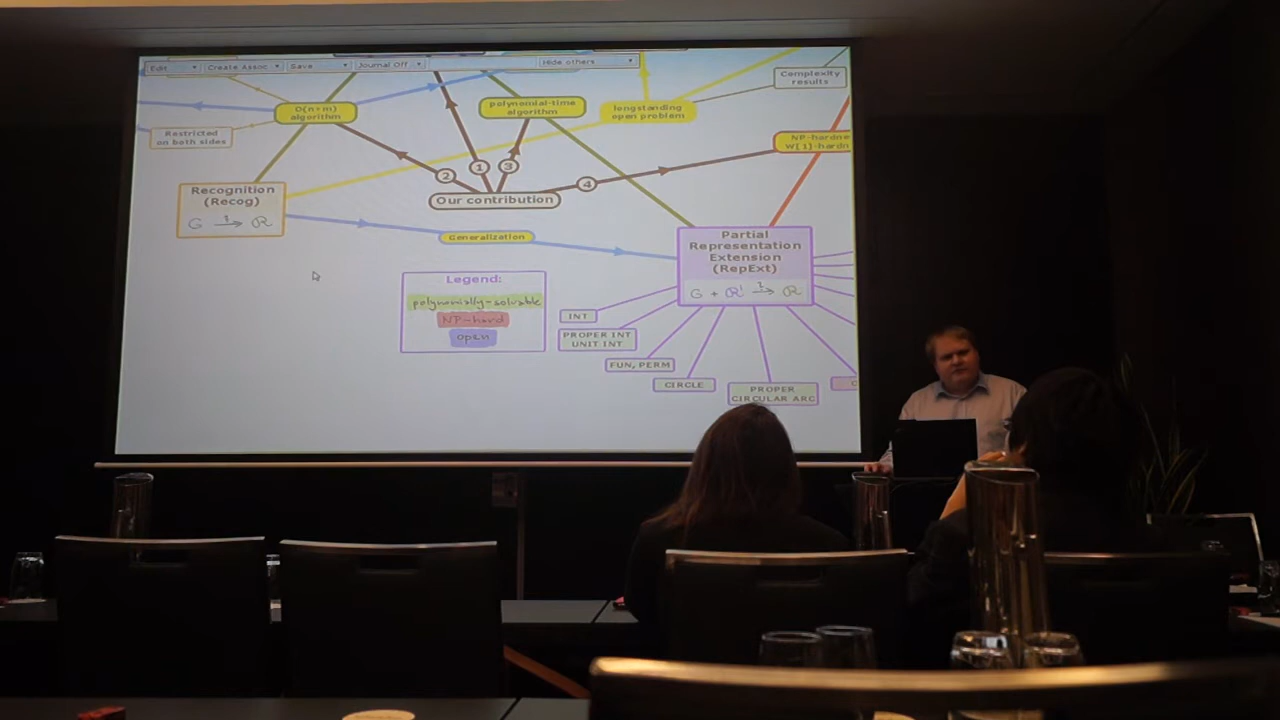 Edit
Create Assoc
Save
Journal Off
Hide others
Complexity
results
O(n+m)
algorithm
polynomial-time
algorithm
longstanding
open problem
Restricted
on both sides
NP-hardne
W[1]-hardn
2
1
3
4
Recognition
(Recog)
G ?→ R
Our contribution
Generalization
Partial
Representation
Extension
(RepExt)
G + R' ?→ R
Legend:
polynomially-solvable
NP-hard
open
INT
PROPER INT
UNIT INT
FUN, PERM
CIRCLE
PROPER
CIRCULAR ARC